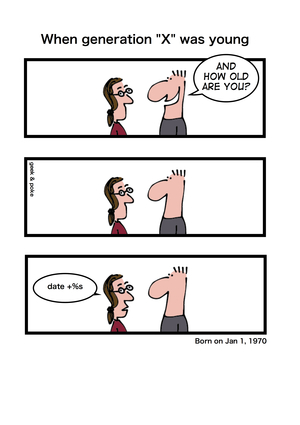 When generation "X" was young
AND
HOW OLD
ARE YOU?
geek & poke
date +%s
Born on Jan 1, 1970